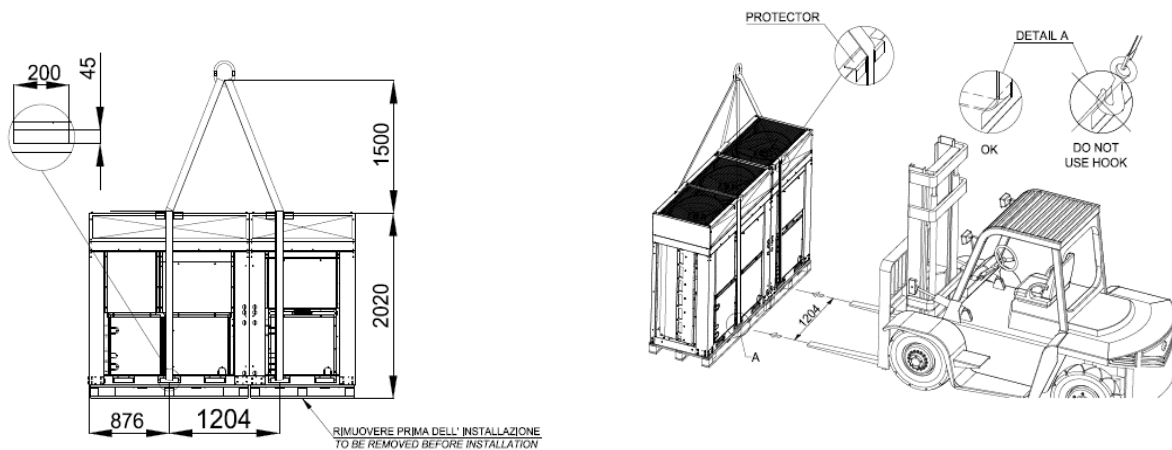 200
45
1500
2020
876
1204
RIMUOVERE PRIMA DELL' INSTALLAZIONE
TO BE REMOVED BEFORE INSTALLATION
PROTECTOR
DETAIL A
OK
DO NOT
USE HOOK
1204
A